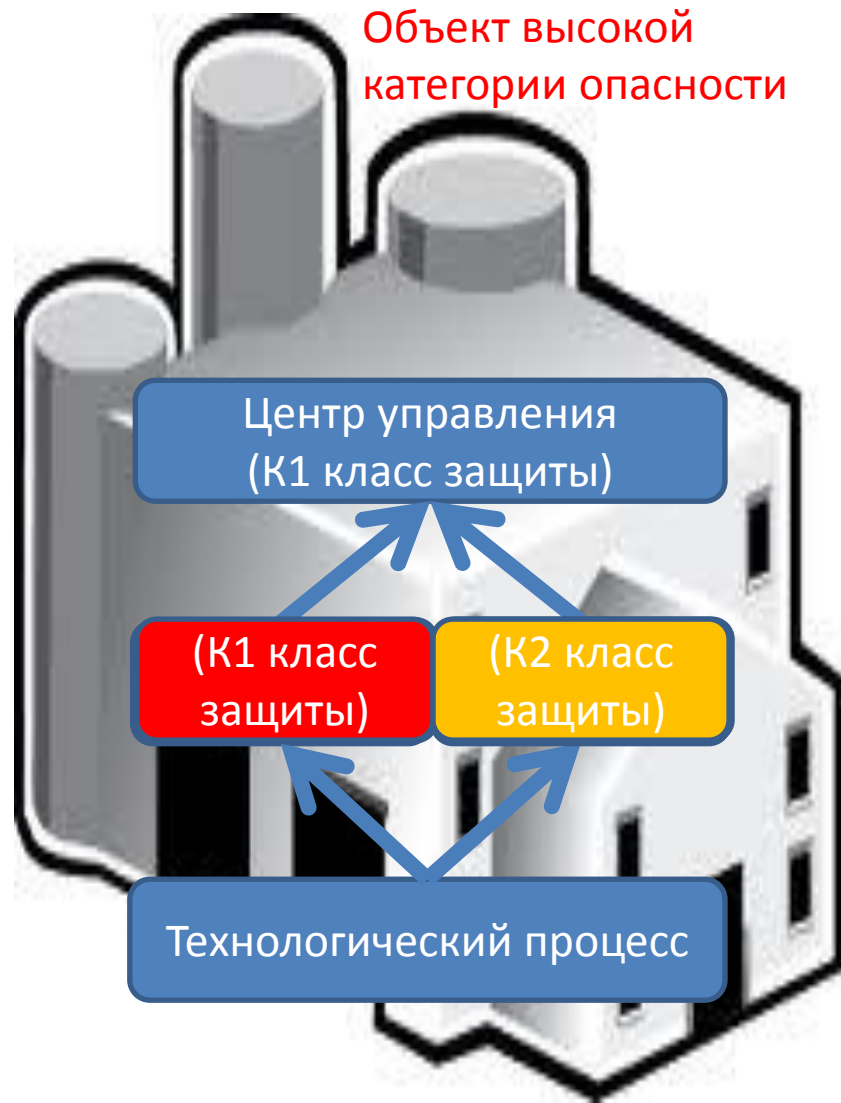 Объект высокой
категории опасности
Центр управления
(К1 класс защиты)
(К1 класс
защиты)
(К2 класс
защиты)
Технологический процесс